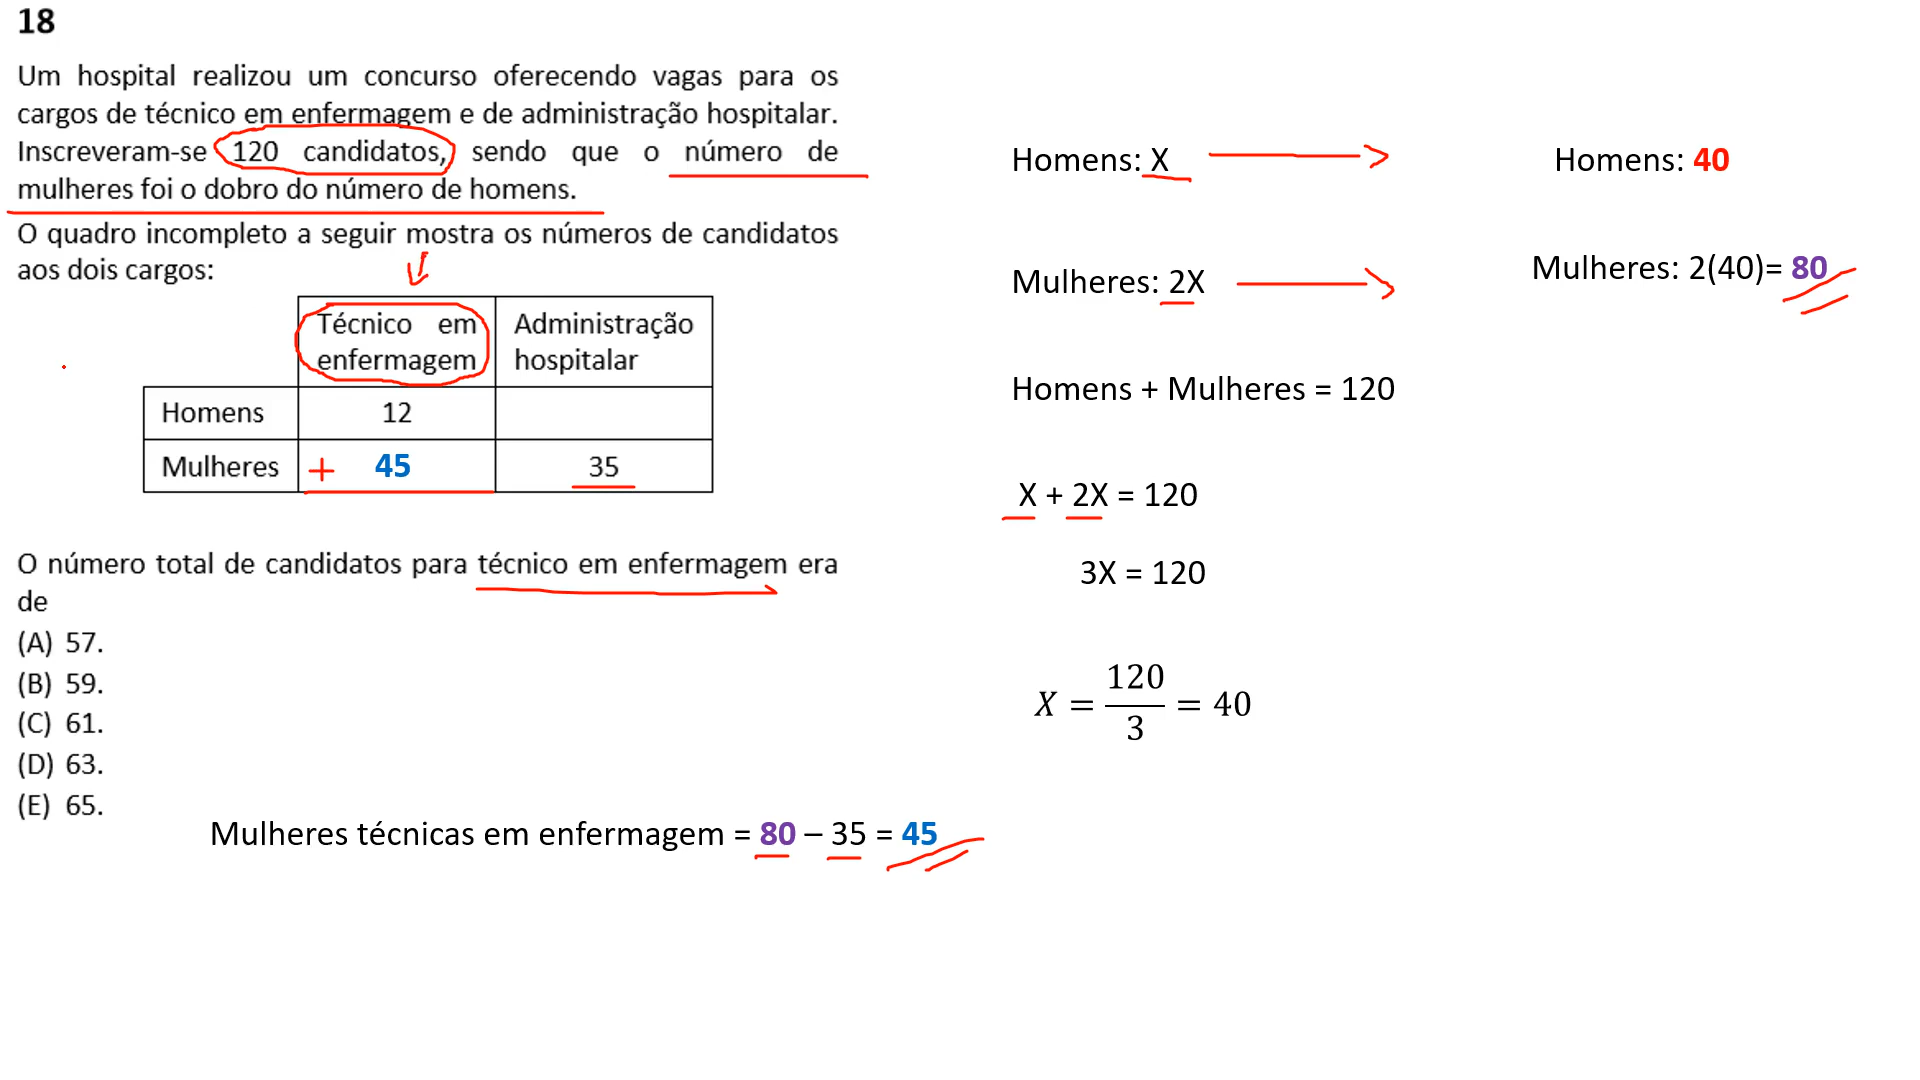 18
Um hospital realizou um concurso oferecendo vagas para os
cargos de técnico em enfermagem e de administração hospitalar.
Inscreveram-se 120 candidatos, sendo que o número de
mulheres foi o dobro do número de homens.
O quadro incompleto a seguir mostra os números de candidatos
aos dois cargos:
Técnico em enfermagem Administração hospitalar
Homens 12
Mulheres + 45 35
O número total de candidatos para técnico em enfermagem era
de
(A) 57.
(B) 59.
(C) 61.
(D) 63.
(E) 65.
Mulheres técnicas em enfermagem = 80 – 35 = 45
Homens: X
Mulheres: 2X
Homens + Mulheres = 120
X + 2X = 120
3X = 120
X = 120/3 = 40
Homens: 40
Mulheres: 2(40)= 80